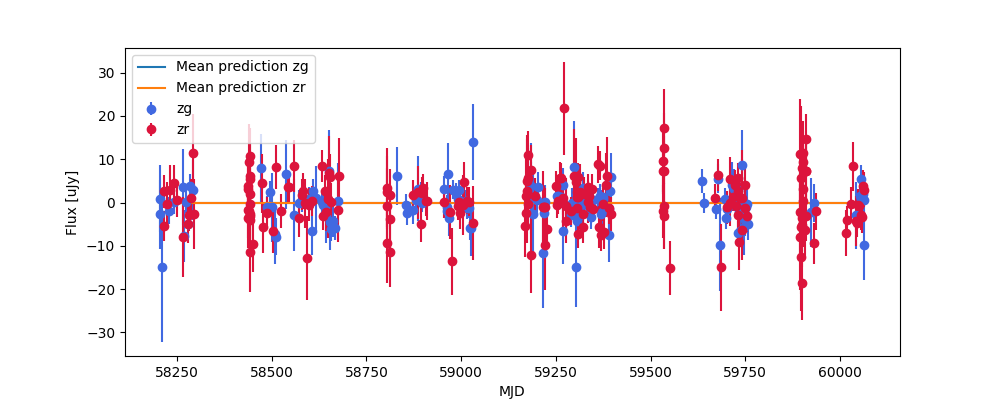 Mean prediction zg
Mean prediction zr
zg
zr
Flux [uJy]
30
20
10
0
−10
−20
−30
58250
58500
58750
59000
59250
59500
59750
60000
MJD